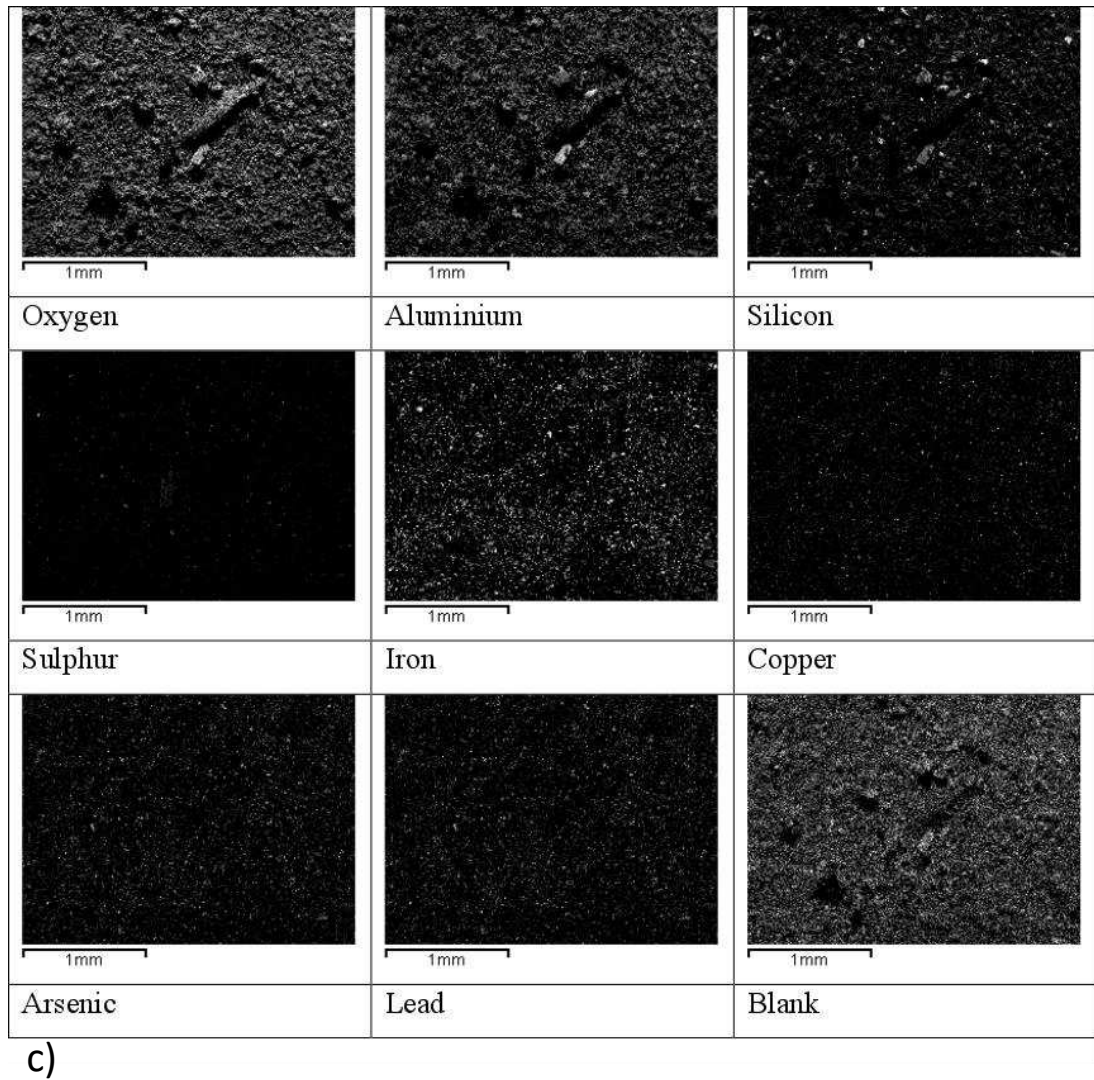 1mm 1mm 1mm
Oxygen Aluminium Silicon
1mm 1mm 1mm
Sulphur Iron Copper
1mm 1mm 1mm
Arsenic Lead Blank
c)